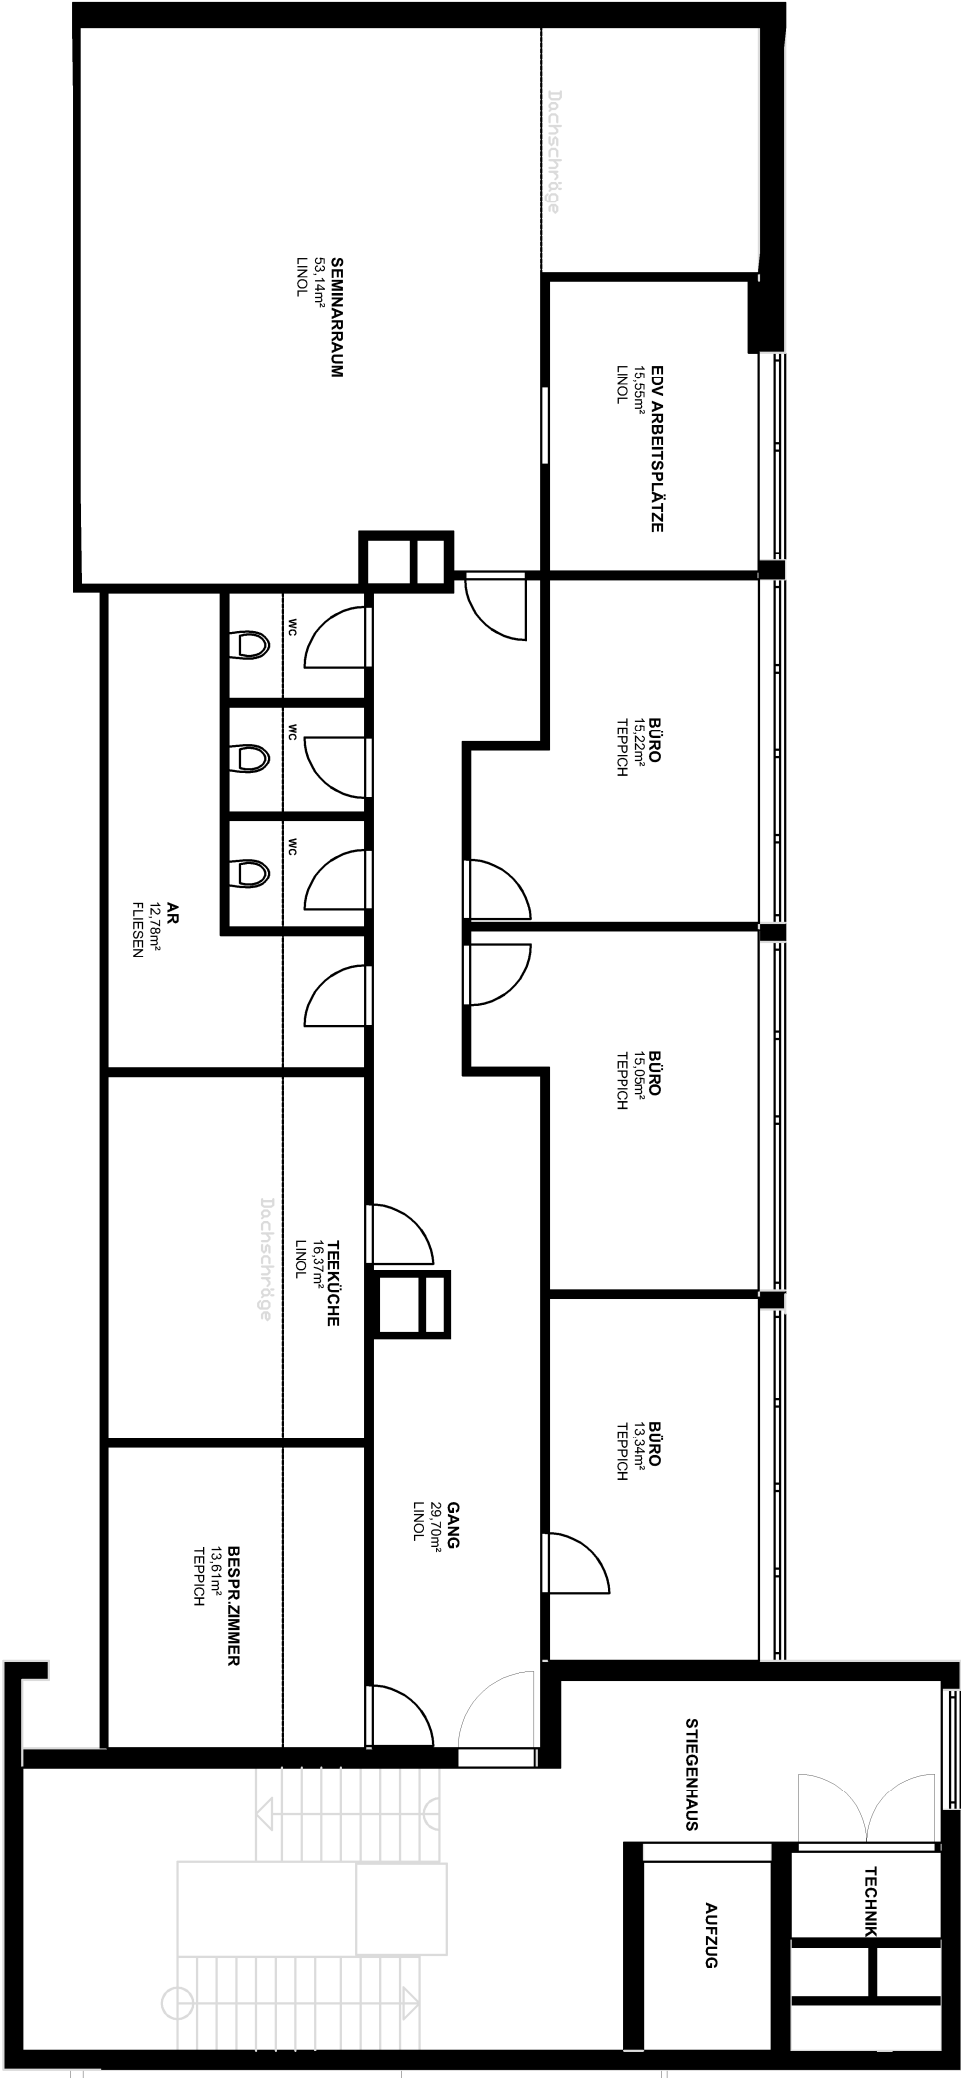 Dachschräge
SEMINARRAUM
53,14m²
LINOL
EDV ARBEITSPLÄTZE
15,55m²
LINOL
WC
WC
WC
BÜRO
15,22m²
TEPPICH
AR
12,78m²
FLIESEN
BÜRO
15,05m²
TEPPICH
Dachschräge
TEEKÜCHE
16,37m²
LINOL
BÜRO
13,34m²
TEPPICH
GANG
29,70m²
LINOL
BESPR.ZIMMER
13,61m²
TEPPICH
STIEGENHAUS
TECHNIK
AUFZUG